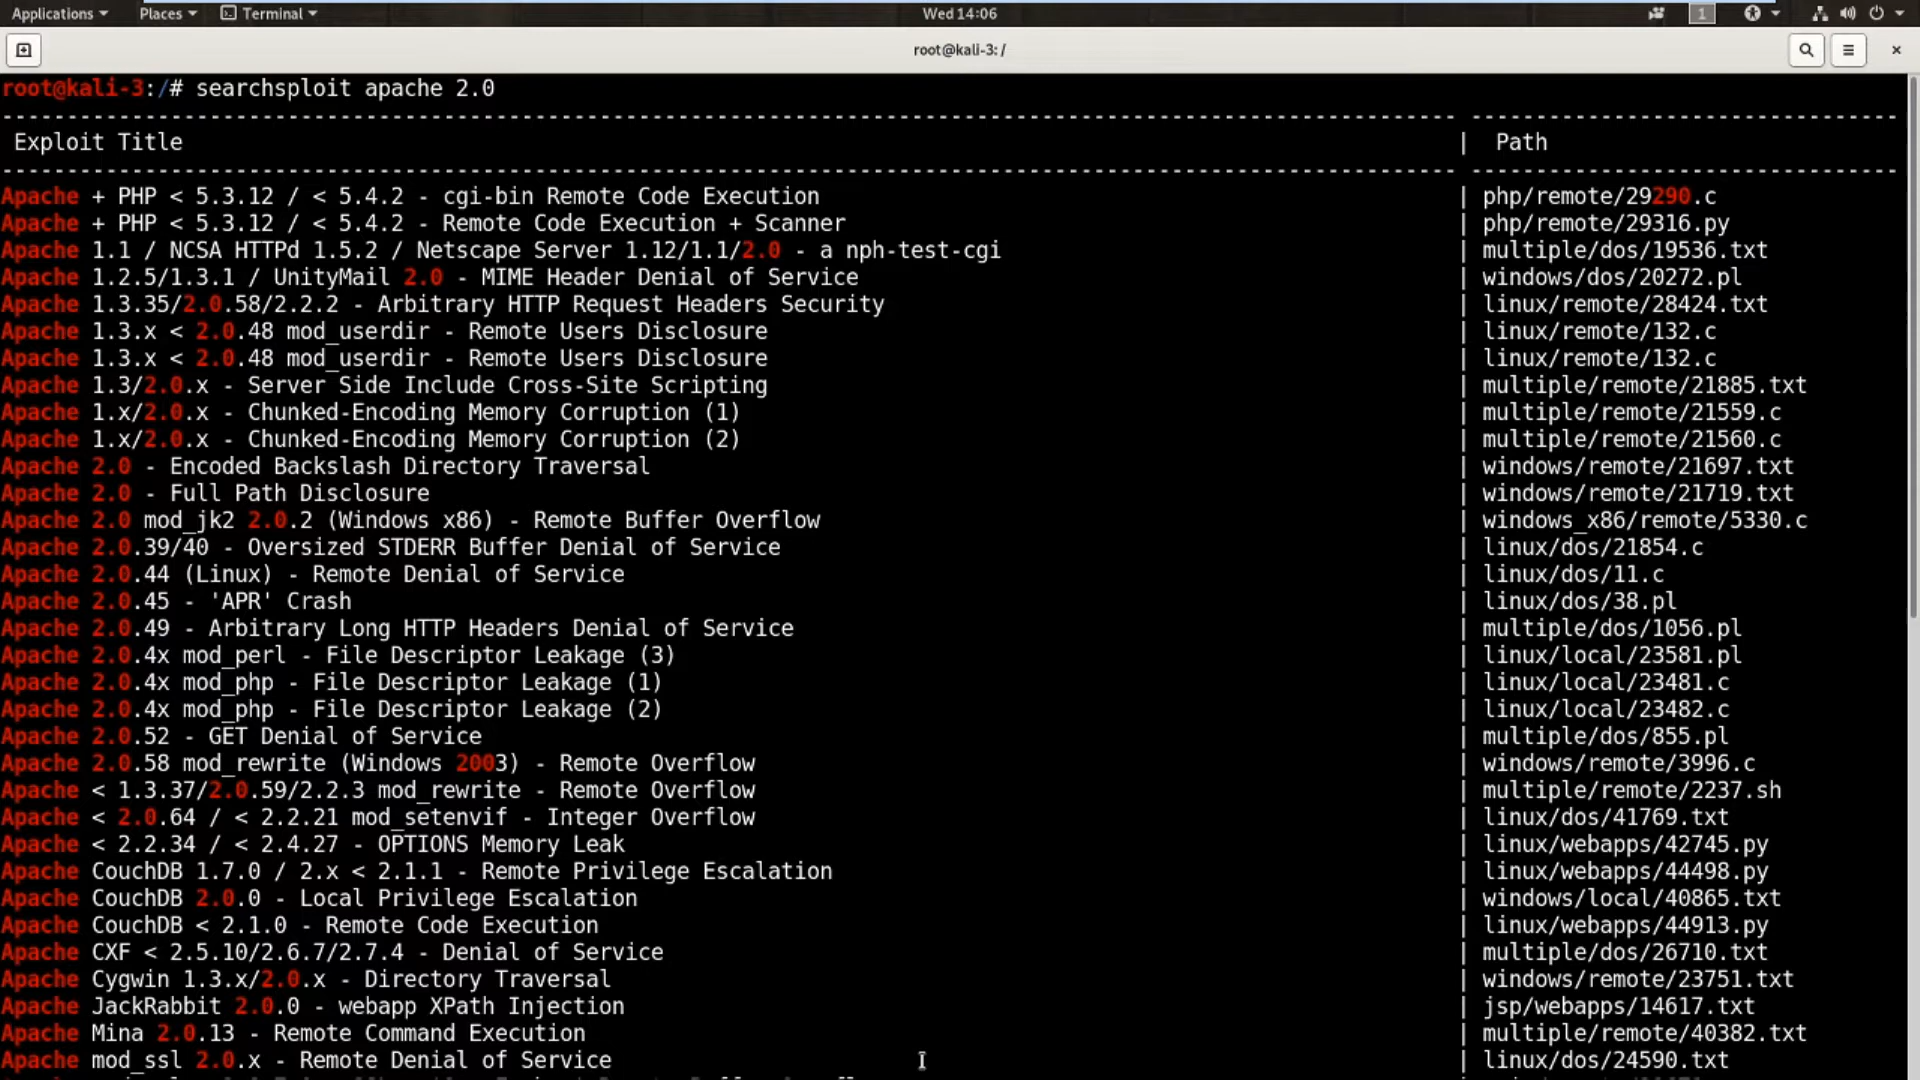 Applications Places Terminal Wed 14:06 1
root@kali-3: /
root@kali-3:/# searchsploit apache 2.0
Exploit Title | Path
Apache + PHP < 5.3.12 / < 5.4.2 - cgi-bin Remote Code Execution | php/remote/29290.c
Apache + PHP < 5.3.12 / < 5.4.2 - Remote Code Execution + Scanner | php/remote/29316.py
Apache 1.1 / NCSA HTTPd 1.5.2 / Netscape Server 1.12/1.1/2.0 - a nph-test-cgi | multiple/dos/19536.txt
Apache 1.2.5/1.3.1 / UnityMail 2.0 - MIME Header Denial of Service | windows/dos/20272.pl
Apache 1.3.35/2.0.58/2.2.2 - Arbitrary HTTP Request Headers Security | linux/remote/28424.txt
Apache 1.3.x < 2.0.48 mod_userdir - Remote Users Disclosure | linux/remote/132.c
Apache 1.3.x < 2.0.48 mod_userdir - Remote Users Disclosure | linux/remote/132.c
Apache 1.3/2.0.x - Server Side Include Cross-Site Scripting | multiple/remote/21885.txt
Apache 1.x/2.0.x - Chunked-Encoding Memory Corruption (1) | multiple/remote/21559.c
Apache 1.x/2.0.x - Chunked-Encoding Memory Corruption (2) | multiple/remote/21560.c
Apache 2.0 - Encoded Backslash Directory Traversal | windows/remote/21697.txt
Apache 2.0 - Full Path Disclosure | windows/remote/21719.txt
Apache 2.0 mod_jk2 2.0.2 (Windows x86) - Remote Buffer Overflow | windows_x86/remote/5330.c
Apache 2.0.39/40 - Oversized STDERR Buffer Denial of Service | linux/dos/21854.c
Apache 2.0.44 (Linux) - Remote Denial of Service | linux/dos/11.c
Apache 2.0.45 - 'APR' Crash | linux/dos/38.pl
Apache 2.0.49 - Arbitrary Long HTTP Headers Denial of Service | multiple/dos/1056.pl
Apache 2.0.4x mod_perl - File Descriptor Leakage (3) | linux/local/23581.pl
Apache 2.0.4x mod_php - File Descriptor Leakage (1) | linux/local/23481.c
Apache 2.0.4x mod_php - File Descriptor Leakage (2) | linux/local/23482.c
Apache 2.0.52 - GET Denial of Service | multiple/dos/855.pl
Apache 2.0.58 mod_rewrite (Windows 2003) - Remote Overflow | windows/remote/3996.c
Apache < 1.3.37/2.0.59/2.2.3 mod_rewrite - Remote Overflow | multiple/remote/2237.sh
Apache < 2.0.64 / < 2.2.21 mod_setenvif - Integer Overflow | linux/dos/41769.txt
Apache < 2.2.34 / < 2.4.27 - OPTIONS Memory Leak | linux/webapps/42745.py
Apache CouchDB 1.7.0 / 2.x < 2.1.1 - Remote Privilege Escalation | linux/webapps/44498.py
Apache CouchDB 2.0.0 - Local Privilege Escalation | windows/local/40865.txt
Apache CouchDB < 2.1.0 - Remote Code Execution | linux/webapps/44913.py
Apache CXF < 2.5.10/2.6.7/2.7.4 - Denial of Service | multiple/dos/26710.txt
Apache Cygwin 1.3.x/2.0.x - Directory Traversal | windows/remote/23751.txt
Apache JackRabbit 2.0.0 - webapp XPath Injection | jsp/webapps/14617.txt
Apache Mina 2.0.13 - Remote Command Execution | multiple/remote/40382.txt
Apache mod_ssl 2.0.x - Remote Denial of Service | linux/dos/24590.txt